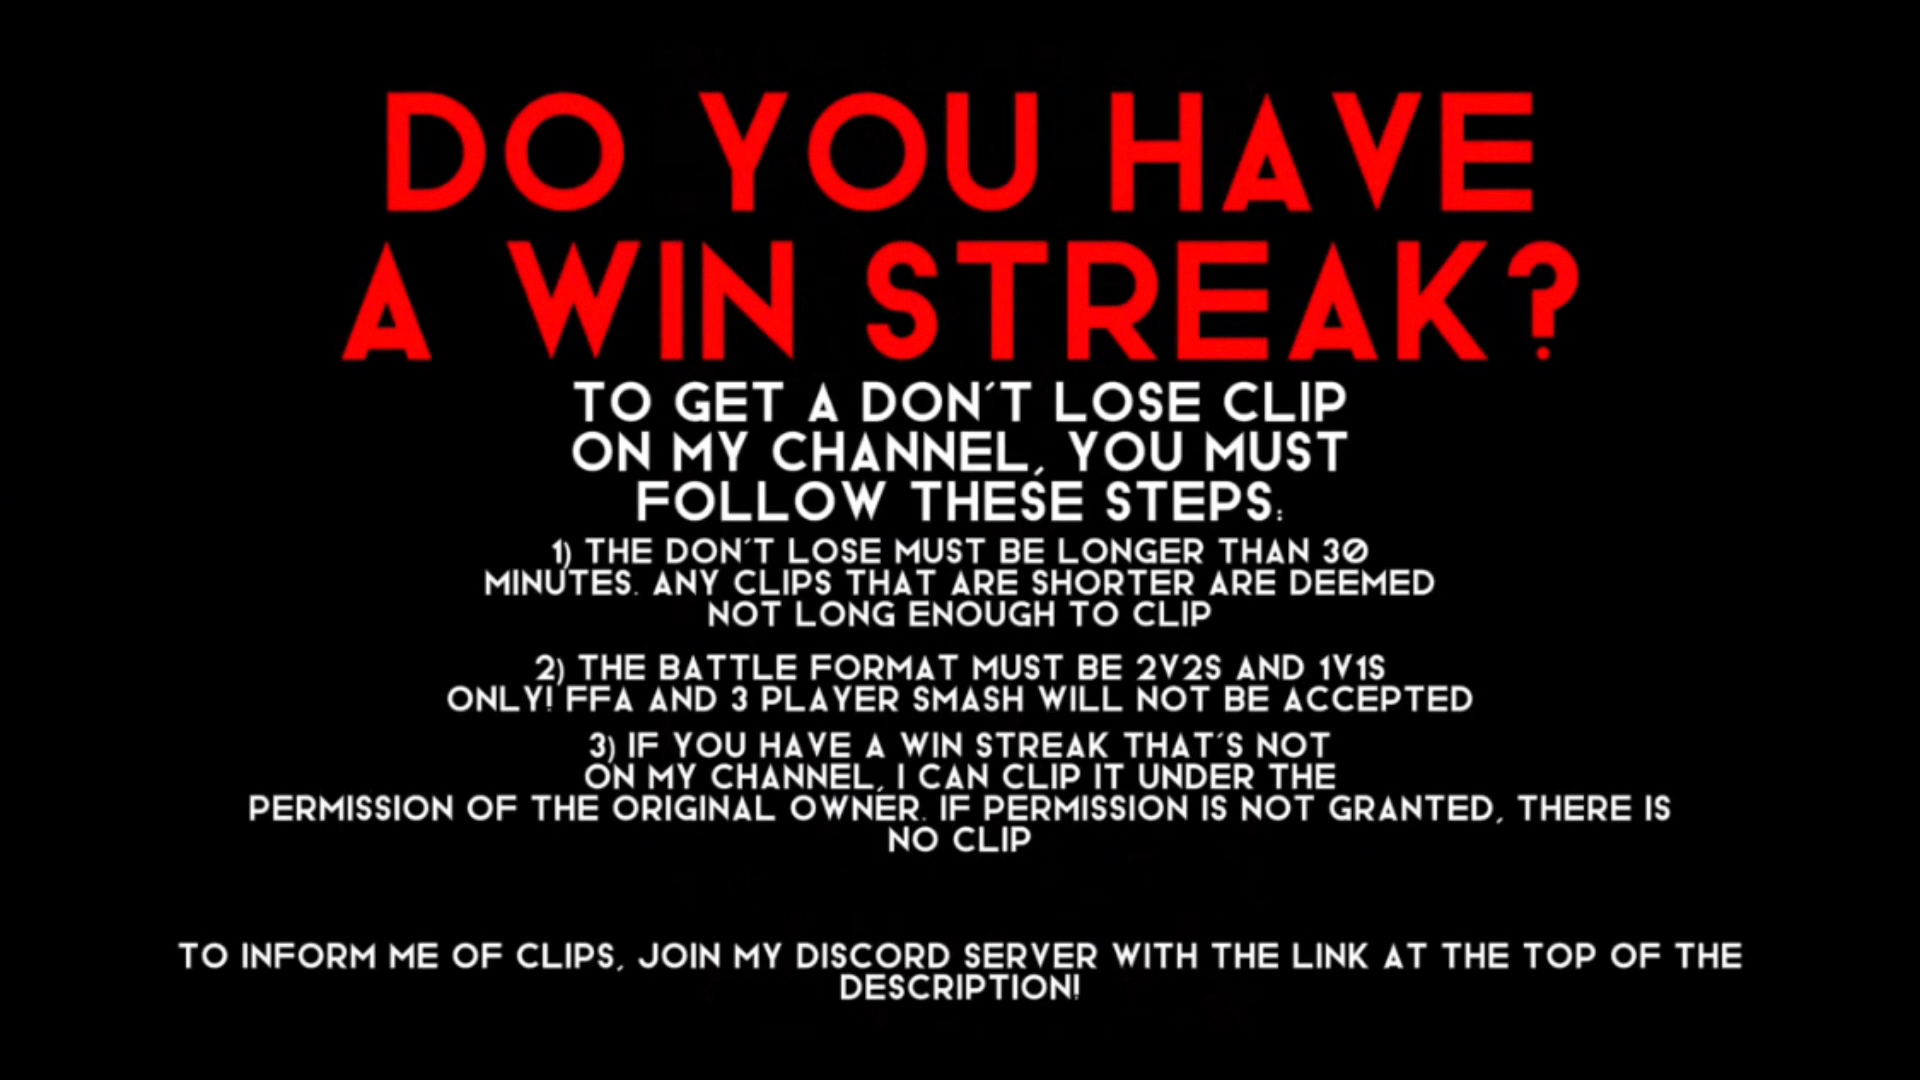 DO YOU HAVE
A WIN STREAK?
TO GET A DON'T LOSE CLIP
ON MY CHANNEL, YOU MUST
FOLLOW THESE STEPS:
1) THE DON'T LOSE MUST BE LONGER THAN 30
MINUTES. ANY CLIPS THAT ARE SHORTER ARE DEEMED
NOT LONG ENOUGH TO CLIP
2) THE BATTLE FORMAT MUST BE 2V2S AND 1V1S
ONLY! FFA AND 3 PLAYER SMASH WILL NOT BE ACCEPTED
3) IF YOU HAVE A WIN STREAK THAT'S NOT
ON MY CHANNEL, I CAN CLIP IT UNDER THE
PERMISSION OF THE ORIGINAL OWNER. IF PERMISSION IS NOT GRANTED, THERE IS
NO CLIP
TO INFORM ME OF CLIPS, JOIN MY DISCORD SERVER WITH THE LINK AT THE TOP OF THE
DESCRIPTION!